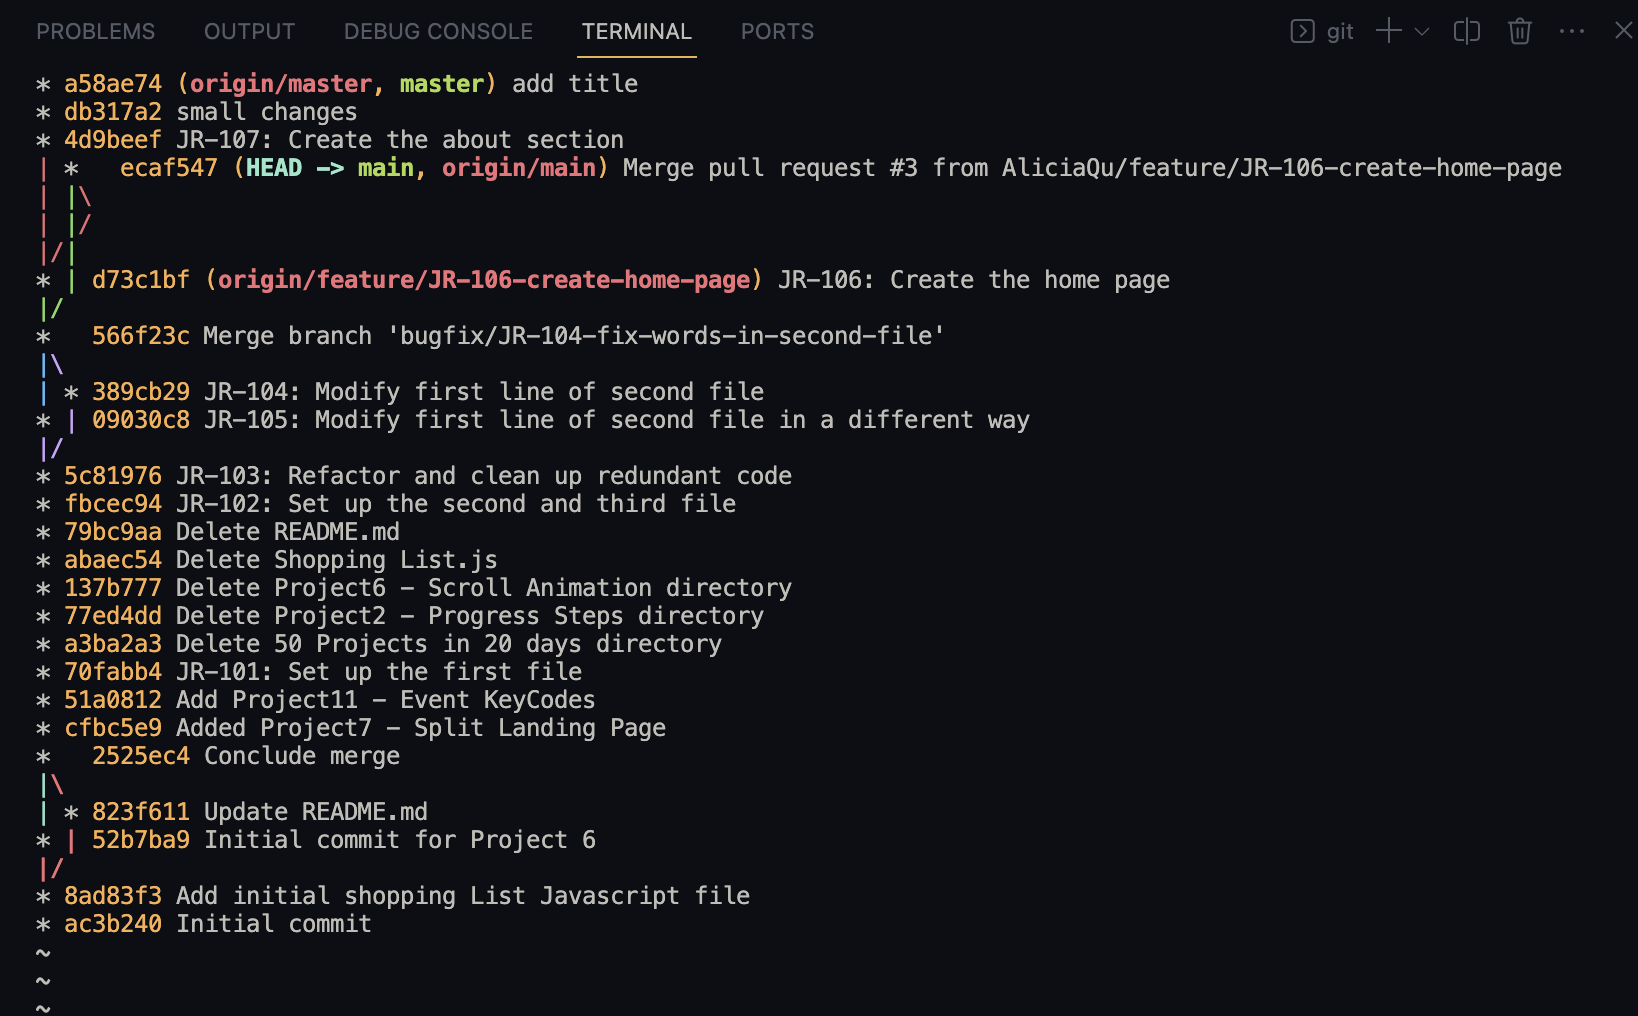 PROBLEMS OUTPUT DEBUG CONSOLE TERMINAL PORTS git
* a58ae74 (origin/master, master) add title
* db317a2 small changes
* 4d9beef JR-107: Create the about section
| *   ecaf547 (HEAD -> main, origin/main) Merge pull request #3 from AliciaQu/feature/JR-106-create-home-page
| |\
| |/
|/|
* | d73c1bf (origin/feature/JR-106-create-home-page) JR-106: Create the home page
|/
*   566f23c Merge branch 'bugfix/JR-104-fix-words-in-second-file'
|\
| * 389cb29 JR-104: Modify first line of second file
* | 09030c8 JR-105: Modify first line of second file in a different way
|/
* 5c81976 JR-103: Refactor and clean up redundant code
* fbcec94 JR-102: Set up the second and third file
* 79bc9aa Delete README.md
* abaec54 Delete Shopping List.js
* 137b777 Delete Project6 - Scroll Animation directory
* 77ed4dd Delete Project2 - Progress Steps directory
* a3ba2a3 Delete 50 Projects in 20 days directory
* 70fabb4 JR-101: Set up the first file
* 51a0812 Add Project11 - Event KeyCodes
* cfbc5e9 Added Project7 - Split Landing Page
*   2525ec4 Conclude merge
|\
| * 823f611 Update README.md
* | 52b7ba9 Initial commit for Project 6
|/
* 8ad83f3 Add initial shopping List Javascript file
* ac3b240 Initial commit
~
~
~